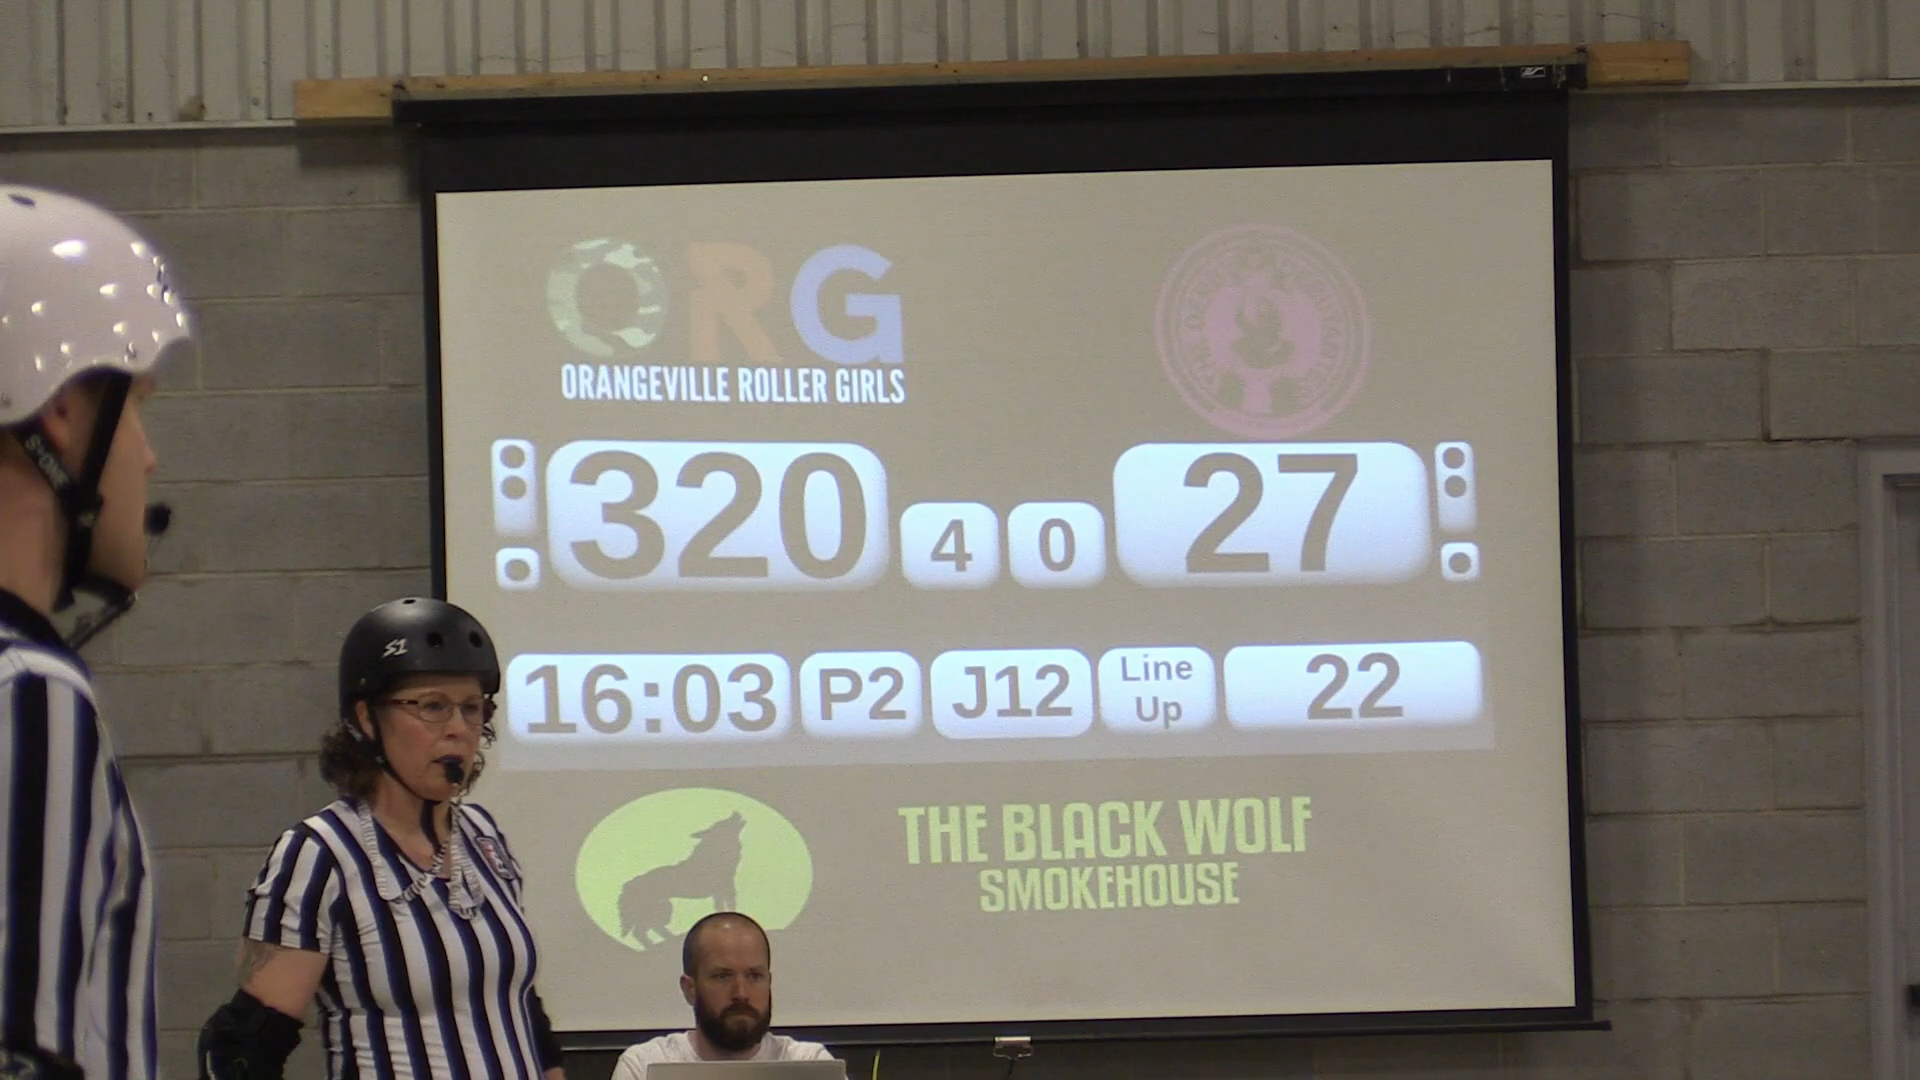 ORG
ORANGEVILLE ROLLER GIRLS
320
4
0
27
16:03
P2
J12
Line
Up
22
THE BLACK WOLF
SMOKEHOUSE
S1
S-ONE